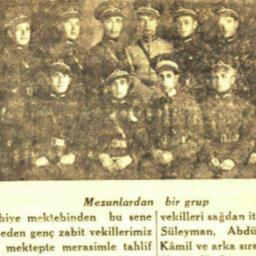 Mezunlardan bir grup
biye mektebinden bu sene
eden genç zabit vekillerimiz
mektepte merasimle tahlif
vekilleri sağdan it
Süleyman, Abdü
Kâmil ve arka sıra